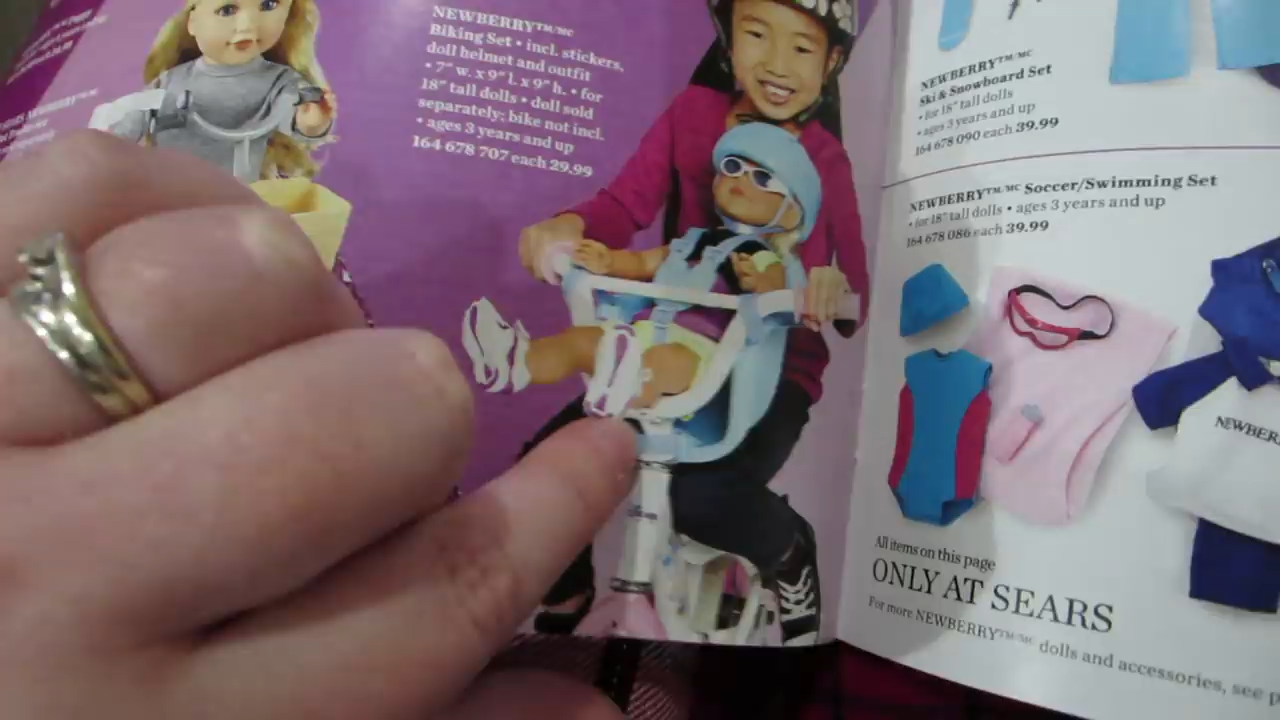 NEWBERRY™/MC
Biking Set • incl. stickers,
doll helmet and outfit
• 7" w. x 9" l. x 9" h. • for
18" tall dolls • doll sold
separately; bike not incl.
• ages 3 years and up
164 678 707 each 29.99
NEWBERRY™/MC
Ski & Snowboard Set
• for 18" tall dolls
• ages 3 years and up
164 678 090 each 39.99
NEWBERRY™/MC Soccer/Swimming Set
• for 18" tall dolls • ages 3 years and up
164 678 086 each 39.99
All items on this page
ONLY AT SEARS
For more NEWBERRY™/MC dolls and accessories, see